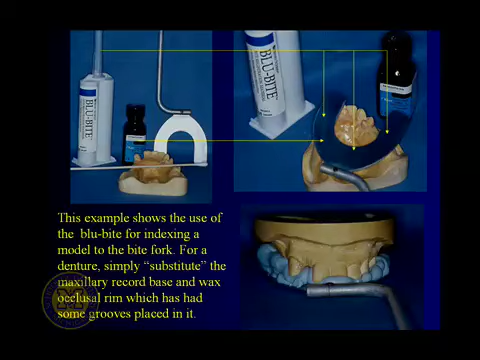 BLU-BITE
BLU-BITE
This example shows the use of
the blu-bite for indexing a
model to the bite fork. For a
denture, simply “substitute” the
maxillary record base and wax
occlusal rim which has had
some grooves placed in it.